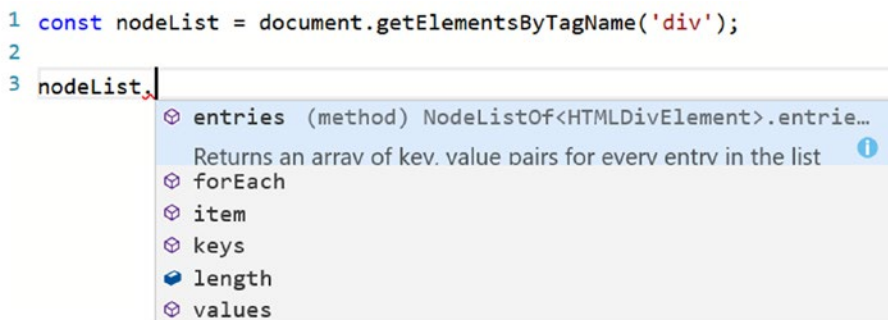 1 const nodeList = document.getElementsByTagName('div');
2
3 nodeList.
entries (method) NodeListOf<HTMLDivElement>.entrie…
Returns an array of key, value pairs for every entry in the list
forEach
item
keys
length
values